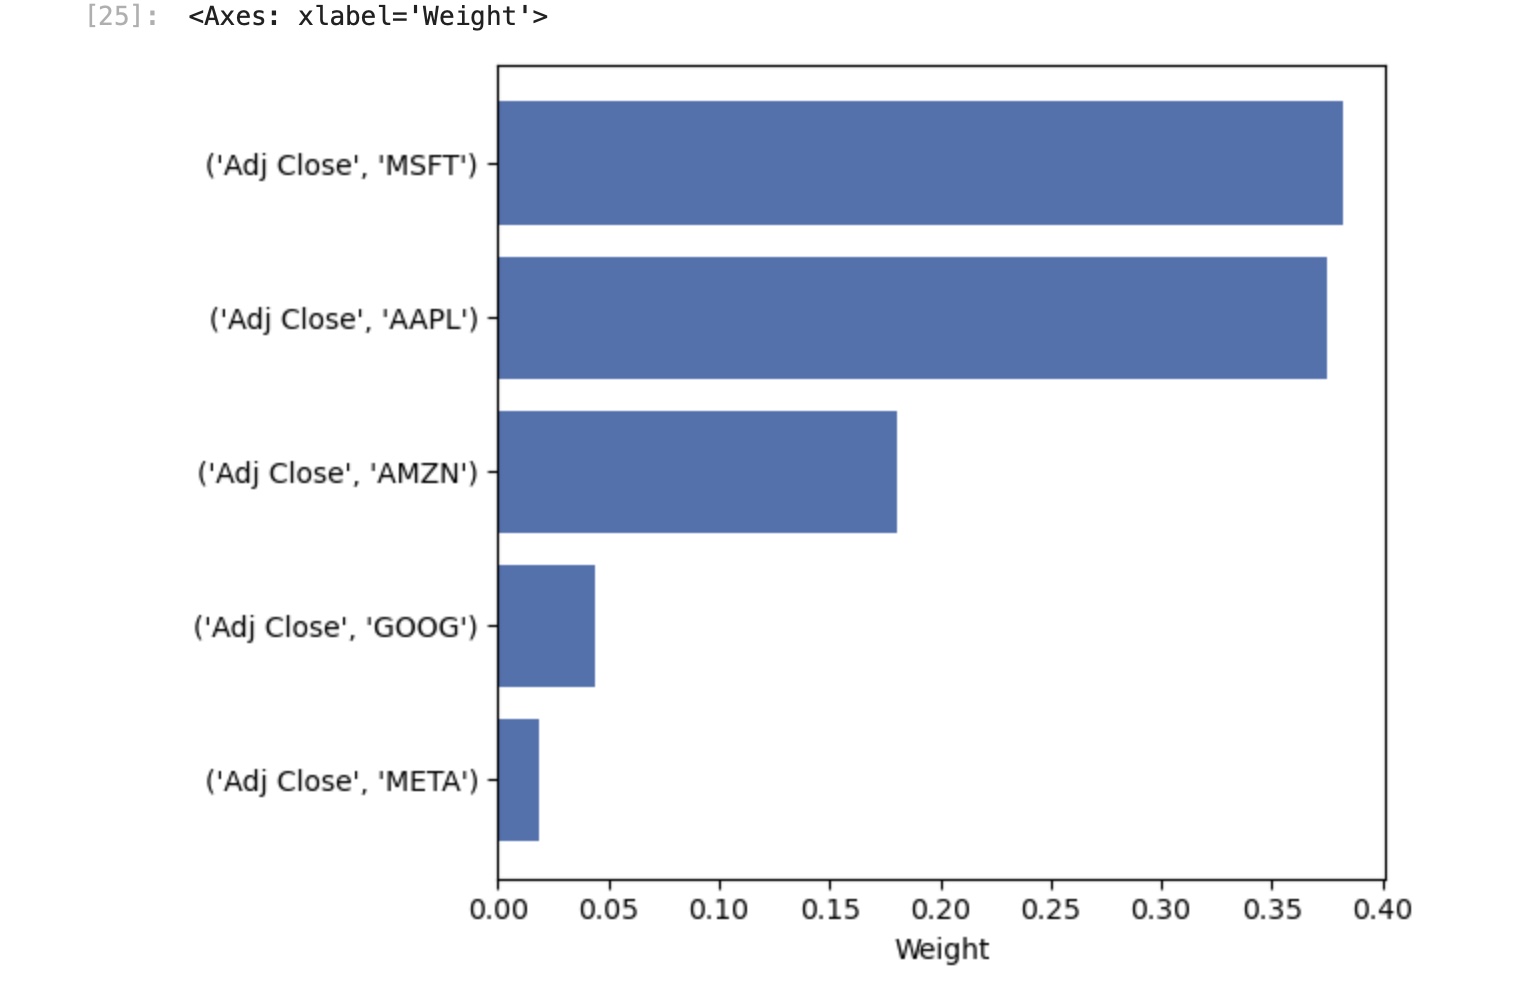 [25]: <Axes: xlabel='Weight'>
('Adj Close', 'MSFT')
('Adj Close', 'AAPL')
('Adj Close', 'AMZN')
('Adj Close', 'GOOG')
('Adj Close', 'META')
0.00 0.05 0.10 0.15 0.20 0.25 0.30 0.35 0.40
Weight